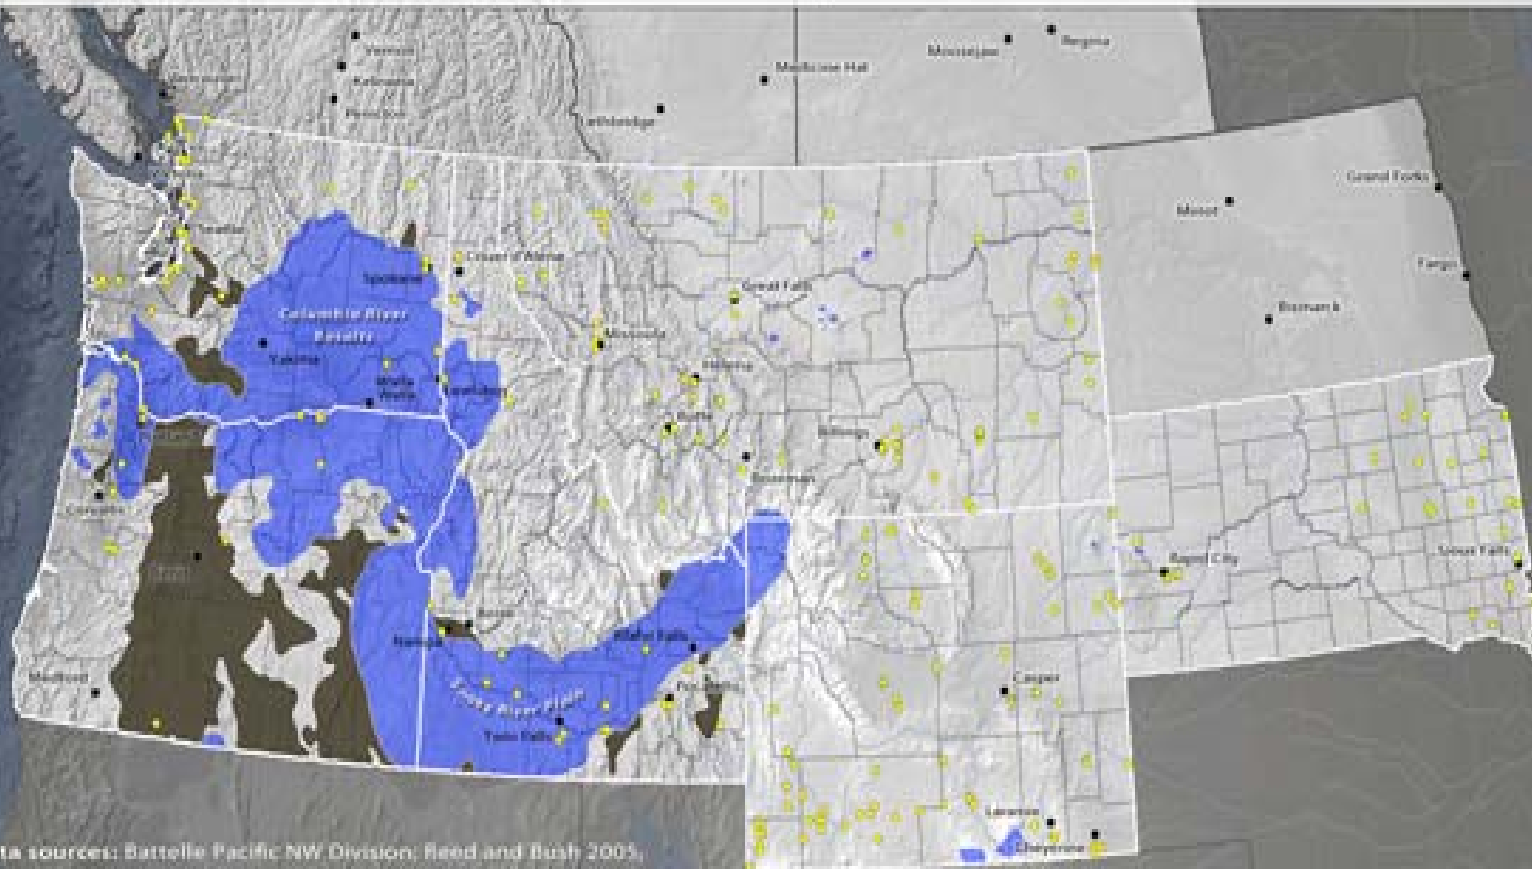 Vernon
Kelowna
Penticton
Medicine Hat
Lethbridge
Moosejaw
Regina
Seattle
Spokane
Coeur d'Alene
Great Falls
Minot
Grand Forks
Fargo
Bismarck
Columbia River
Basalts
Yakima
Walla
Walla
Lewiston
Missoula
Helena
Butte
Billings
Bozeman
Corvallis
Rapid City
Sioux Falls
Boise
Nampa
Idaho Falls
Snake River Plain
Pocatello
Twin Falls
Medford
Casper
Laramie
Cheyenne
ta sources: Battelle Pacific NW Division; Reed and Bush 2005.